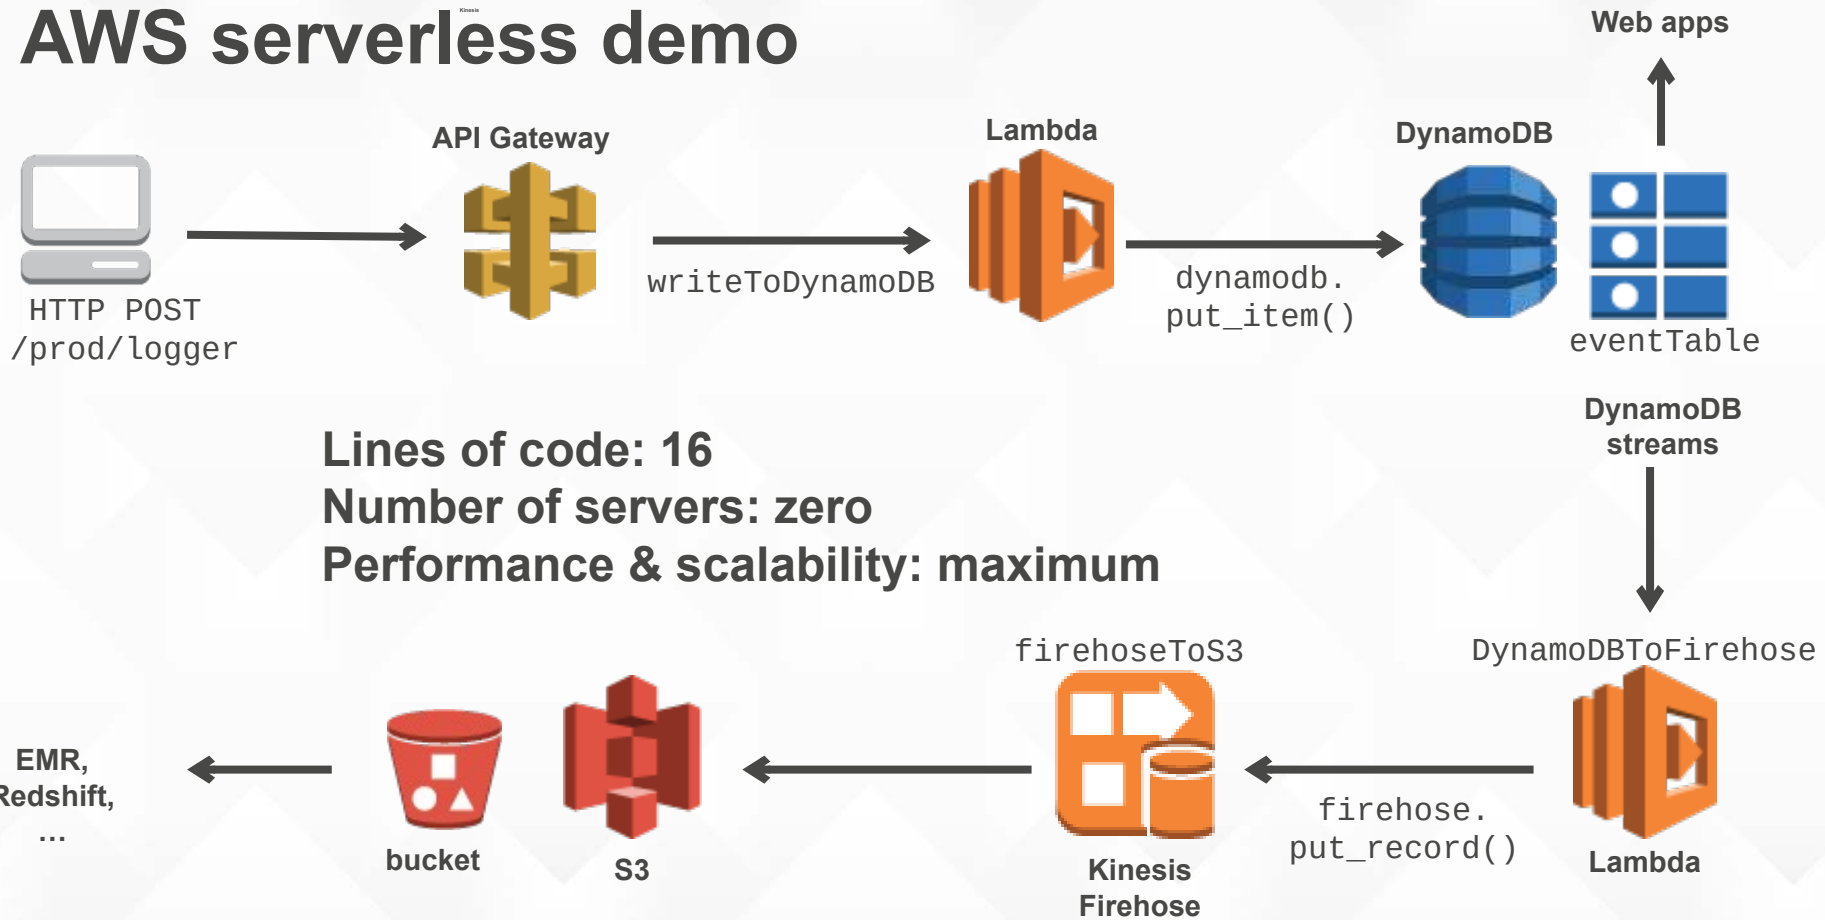 Kinesis
AWS serverless demo
Web apps
API Gateway
Lambda
DynamoDB
HTTP POST
/prod/logger
writeToDynamoDB
dynamodb.
put_item()
eventTable
DynamoDB
streams
Lines of code: 16
Number of servers: zero
Performance & scalability: maximum
DynamoDBToFirehose
firehoseToS3
EMR,
Redshift,
...
bucket
S3
Kinesis
Firehose
firehose.
put_record()
Lambda